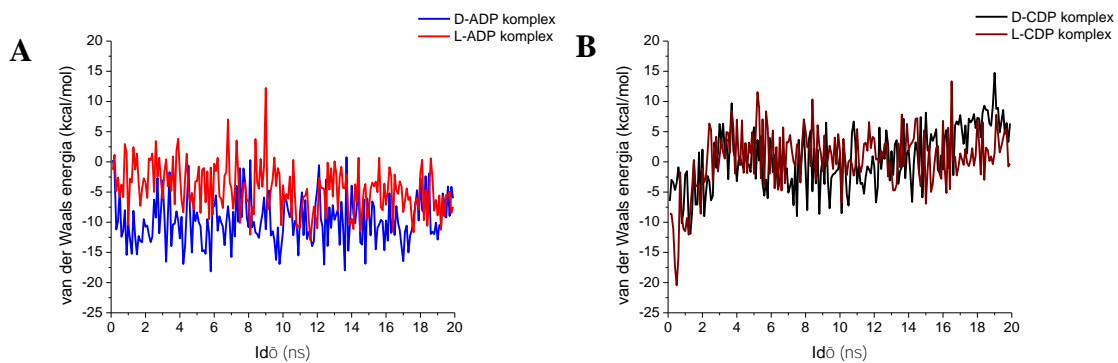 A
D-ADP komplex
L-ADP komplex
van der Waals energia (kcal/mol)
20
15
10
5
0
-5
-10
-15
-20
-25
0 2 4 6 8 10 12 14 16 18 20
Idõ (ns)
B
D-CDP komplex
L-CDP komplex
van der Waals energia (kcal/mol)
20
15
10
5
0
-5
-10
-15
-20
-25
0 2 4 6 8 10 12 14 16 18 20
Idõ (ns)